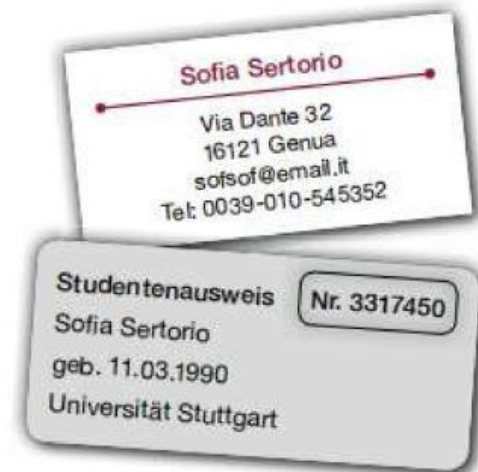 Sofia Sertorio
Via Dante 32
16121 Genua
sofsof@email.it
Tel: 0039-010-545352
Studentenausweis
Nr. 3317450
Sofia Sertorio
geb. 11.03.1990
Universität Stuttgart